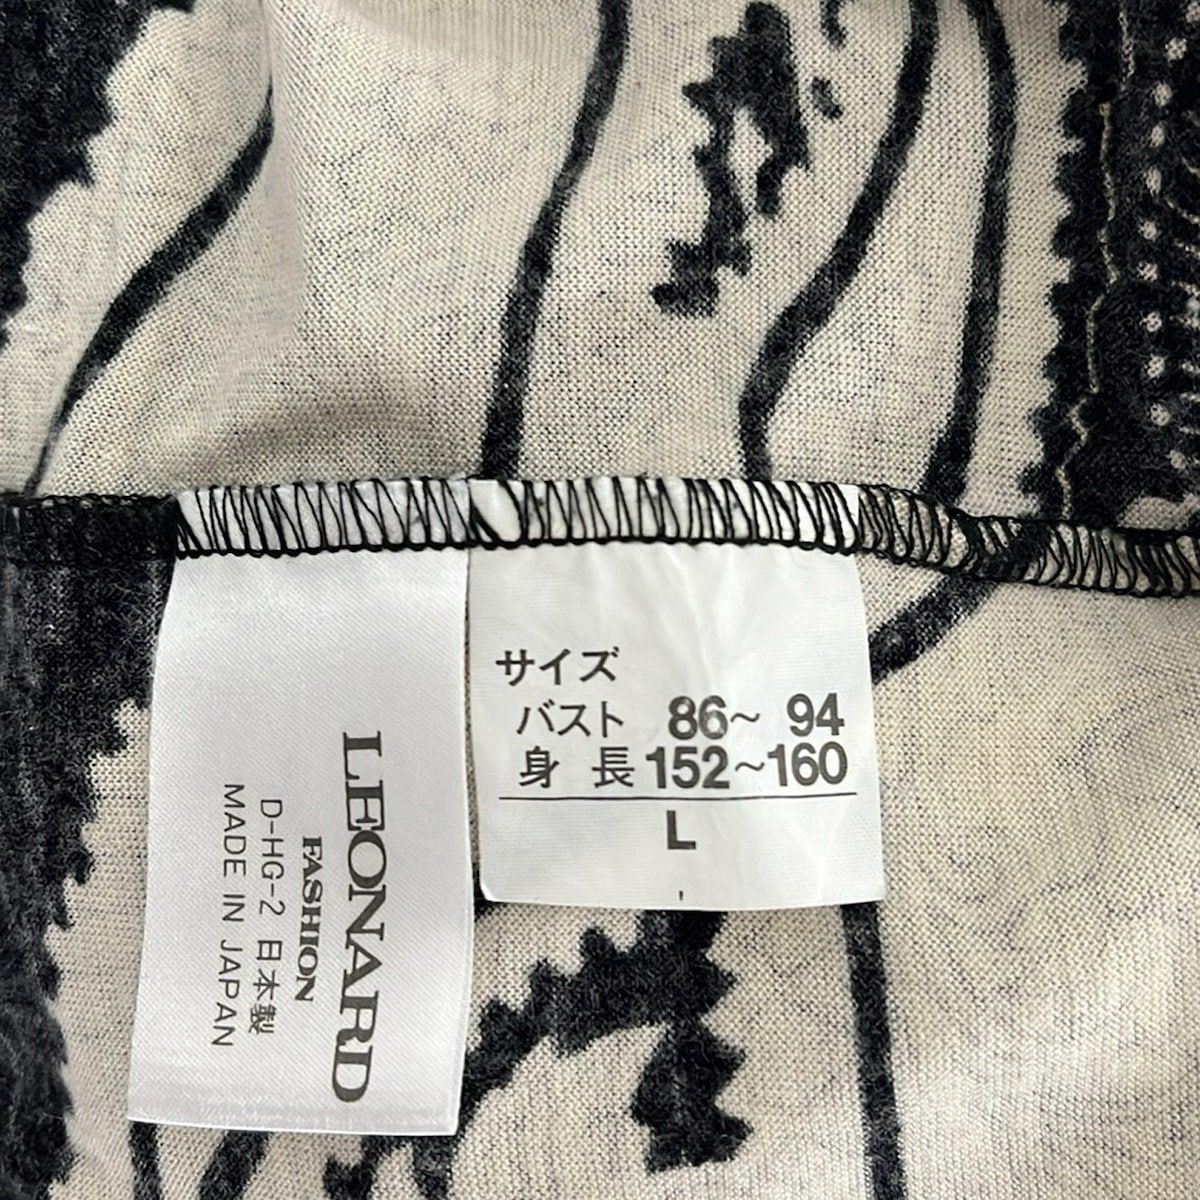 LEONARD
FASHION
D-HG-2 日本製
MADE IN JAPAN
サイズ
バスト 86~ 94
身 長 152~160
L